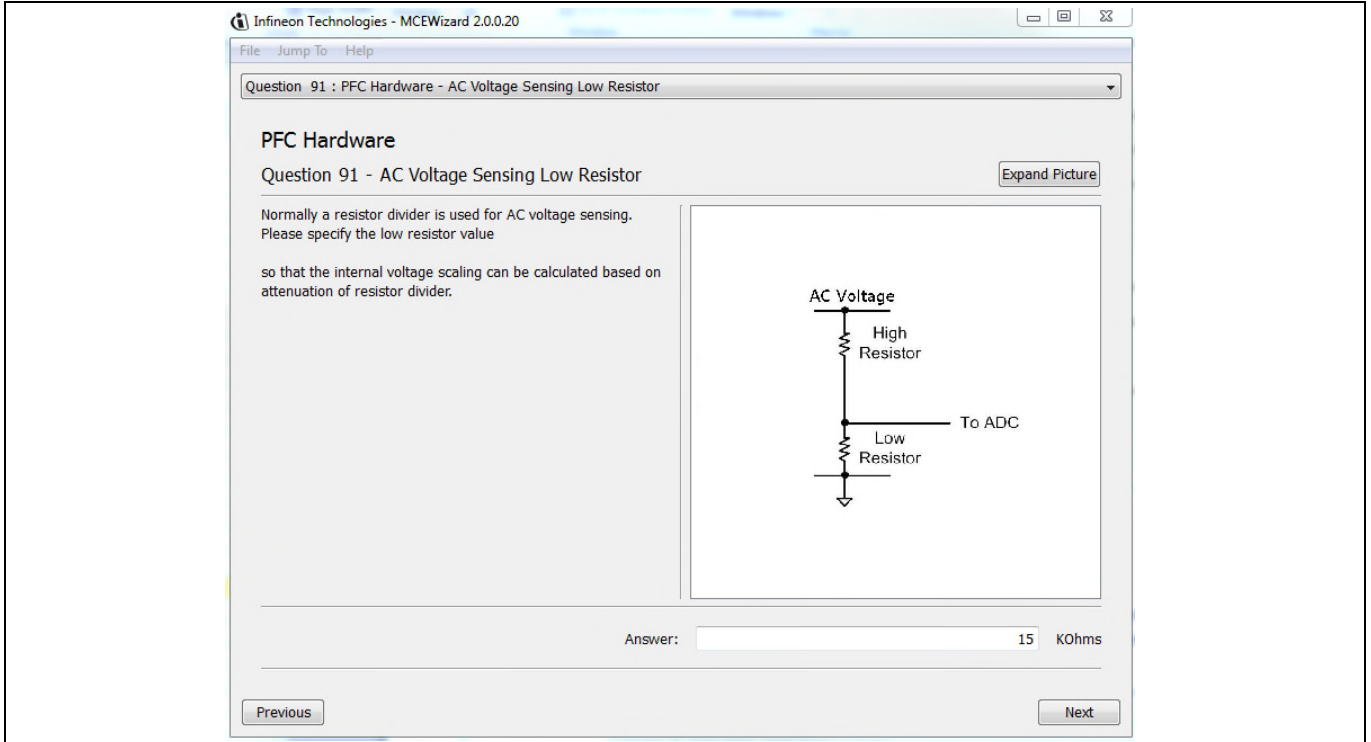 Infineon Technologies - MCEWizard 2.0.0.20
File Jump To Help
Question 91 : PFC Hardware - AC Voltage Sensing Low Resistor
PFC Hardware
Question 91 - AC Voltage Sensing Low Resistor
Expand Picture
Normally a resistor divider is used for AC voltage sensing.
Please specify the low resistor value
so that the internal voltage scaling can be calculated based on
attenuation of resistor divider.
AC Voltage
High
Resistor
To ADC
Low
Resistor
Answer: 15 KOhms
Previous Next